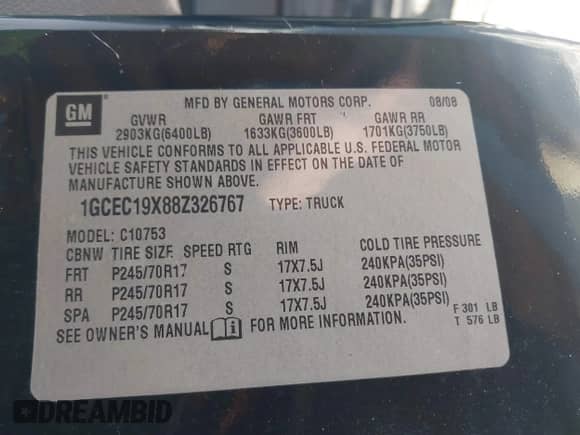 GM
MFD BY GENERAL MOTORS CORP. 08/08
GVWR GAWR FRT GAWR RR
2903KG(6400LB) 1633KG(3600LB) 1701KG(3750LB)
THIS VEHICLE CONFORMS TO ALL APPLICABLE U.S. FEDERAL MOTOR
VEHICLE SAFETY STANDARDS IN EFFECT ON THE DATE OF
MANUFACTURE SHOWN ABOVE.
1GCEC19X88Z326767 TYPE: TRUCK
MODEL: C10753
CBNW TIRE SIZE SPEED RTG RIM COLD TIRE PRESSURE
FRT P245/70R17 S 17X7.5J 240KPA(35PSI)
RR P245/70R17 S 17X7.5J 240KPA(35PSI)
SPA P245/70R17 S 17X7.5J 240KPA(35PSI)
SEE OWNER'S MANUAL FOR MORE INFORMATION.
F 301 LB
T 576 LB
DREAMBID